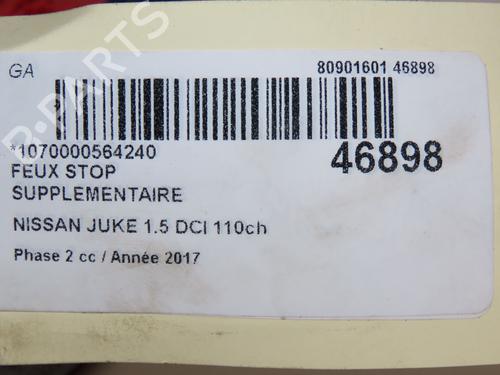 GA
80901601 46898
*1070000564240
46898
FEUX STOP
SUPPLEMENTAIRE
NISSAN JUKE 1.5 DCI 110ch
Phase 2 cc / Année 2017
B-PARTS